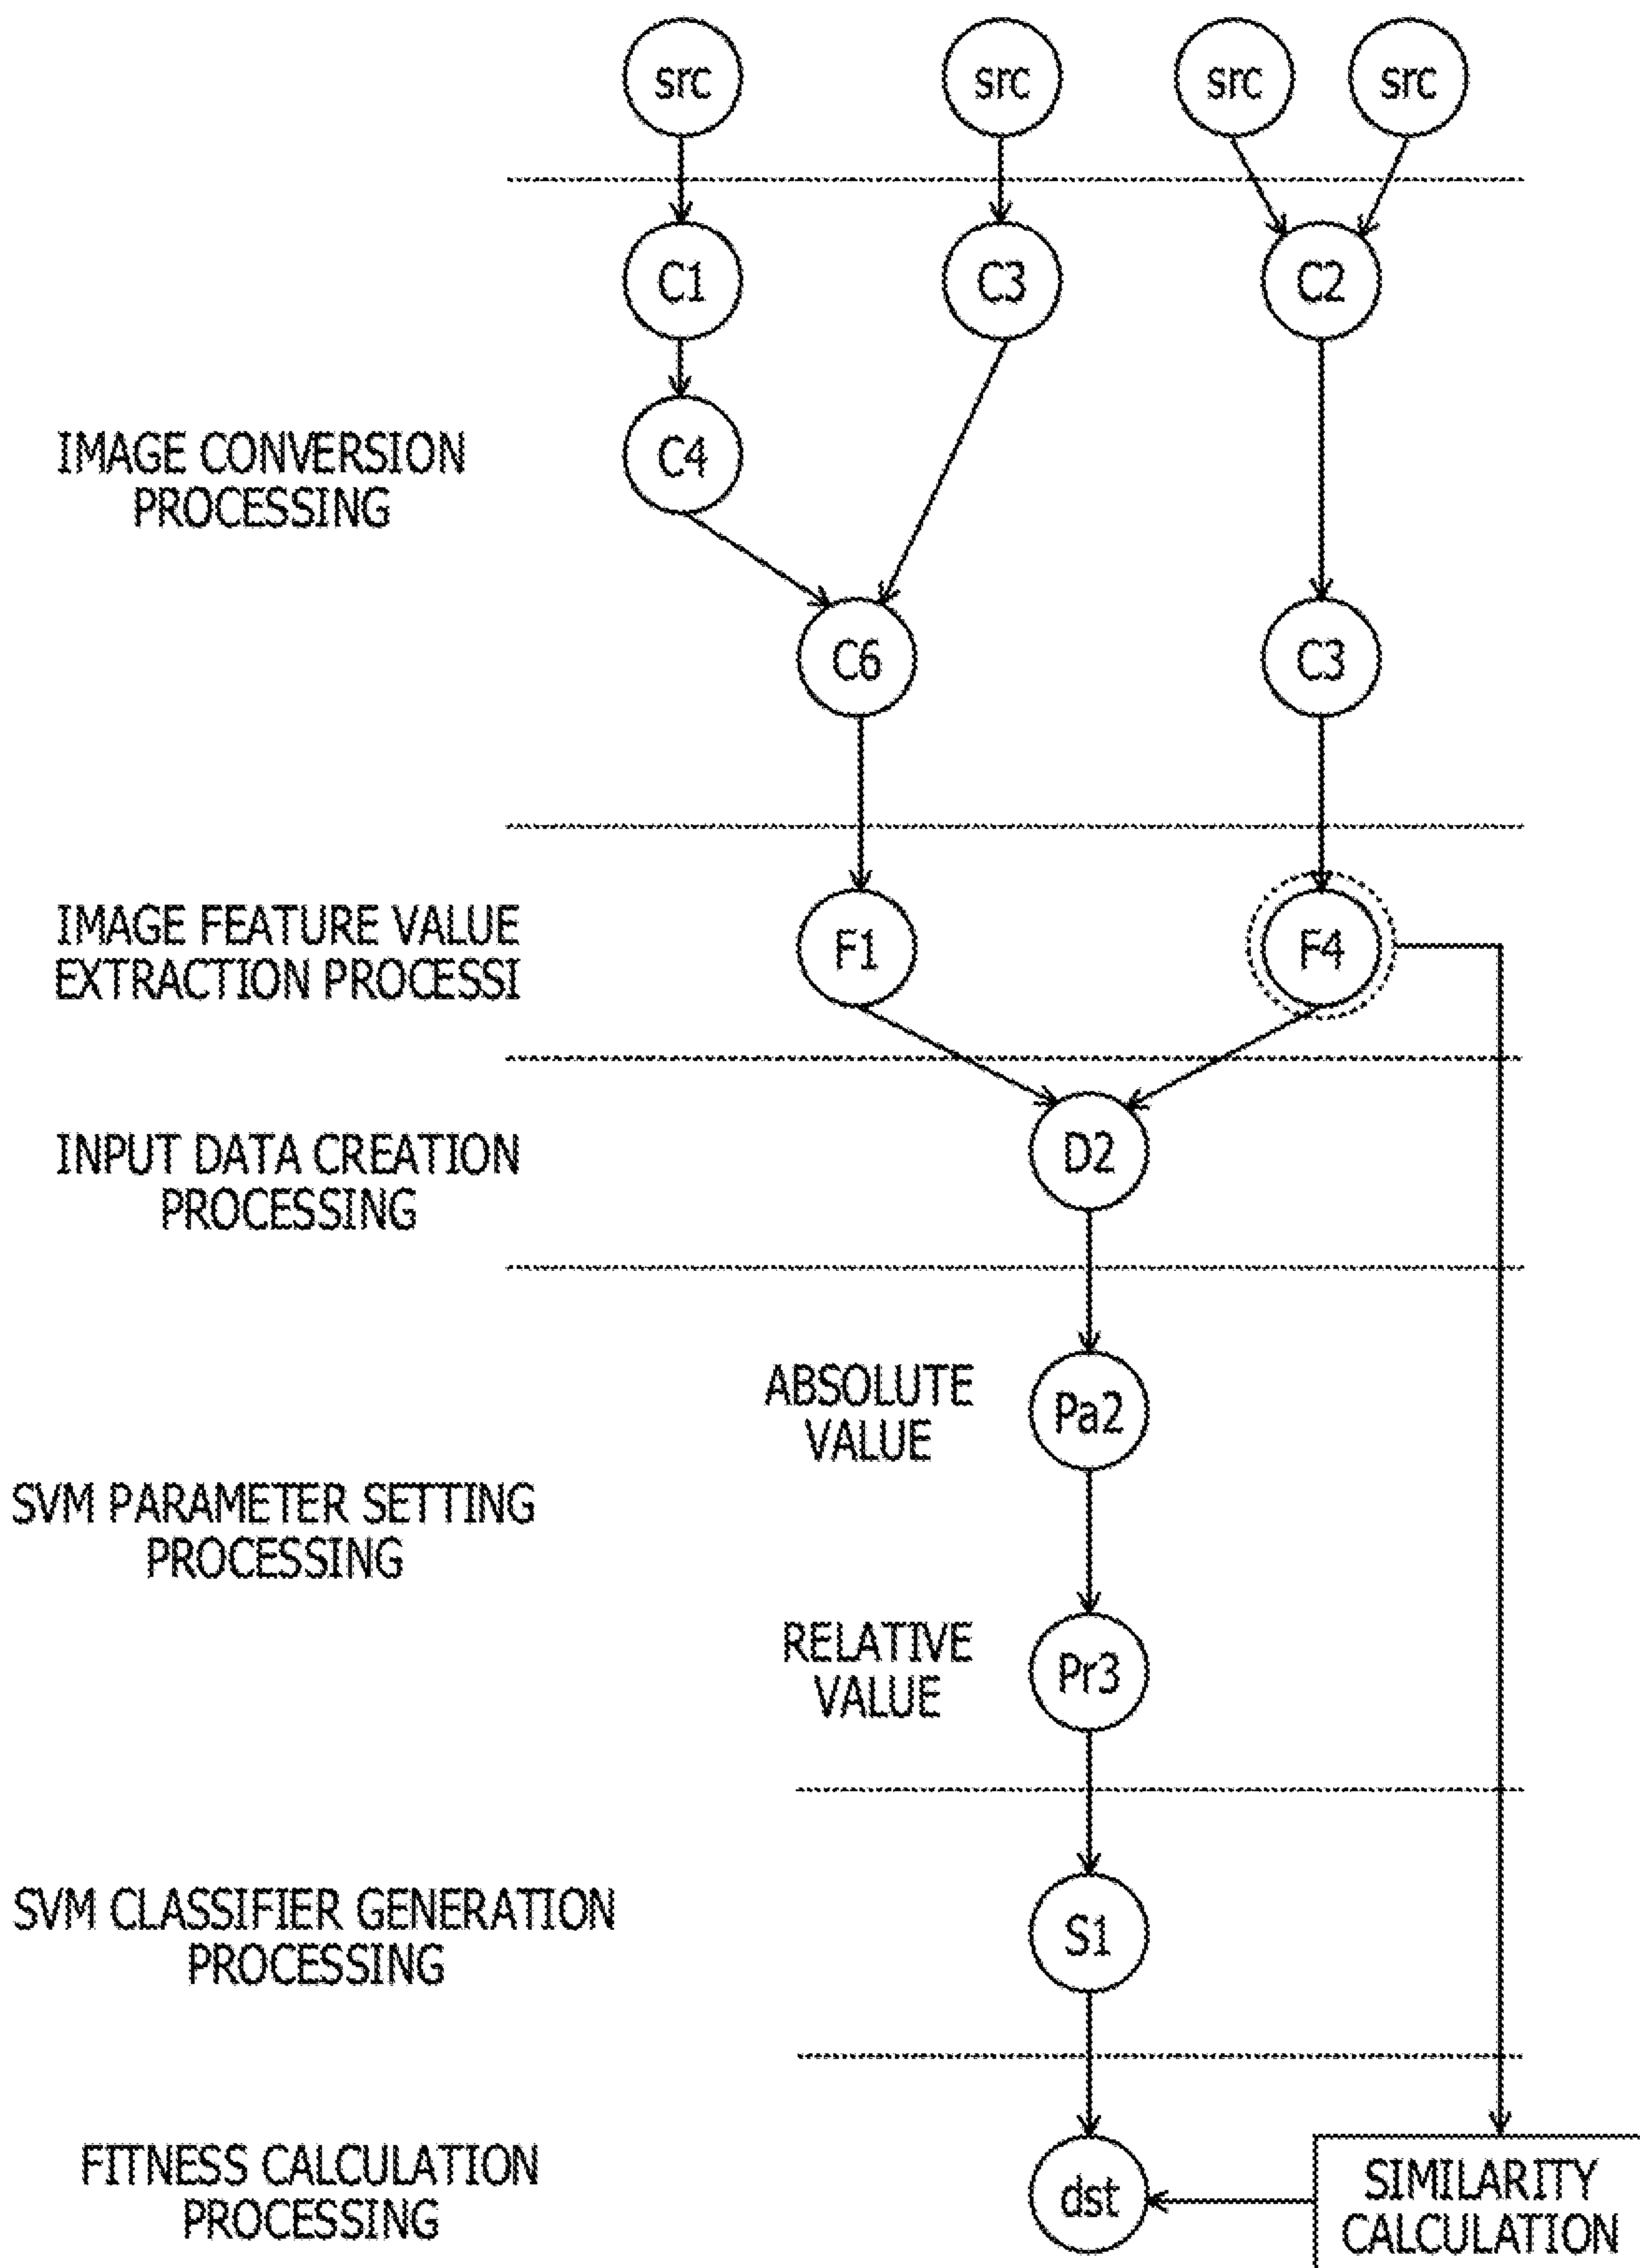 src src src src
C1 C3 C2
IMAGE CONVERSION
PROCESSING
C4
C6 C3
IMAGE FEATURE VALUE
EXTRACTION PROCESSI
F1 F4
INPUT DATA CREATION
PROCESSING
D2
ABSOLUTE
VALUE
Pa2
SVM PARAMETER SETTING
PROCESSING
RELATIVE
VALUE
Pr3
SVM CLASSIFIER GENERATION
PROCESSING
S1
FITNESS CALCULATION
PROCESSING
dst
SIMILARITY
CALCULATION